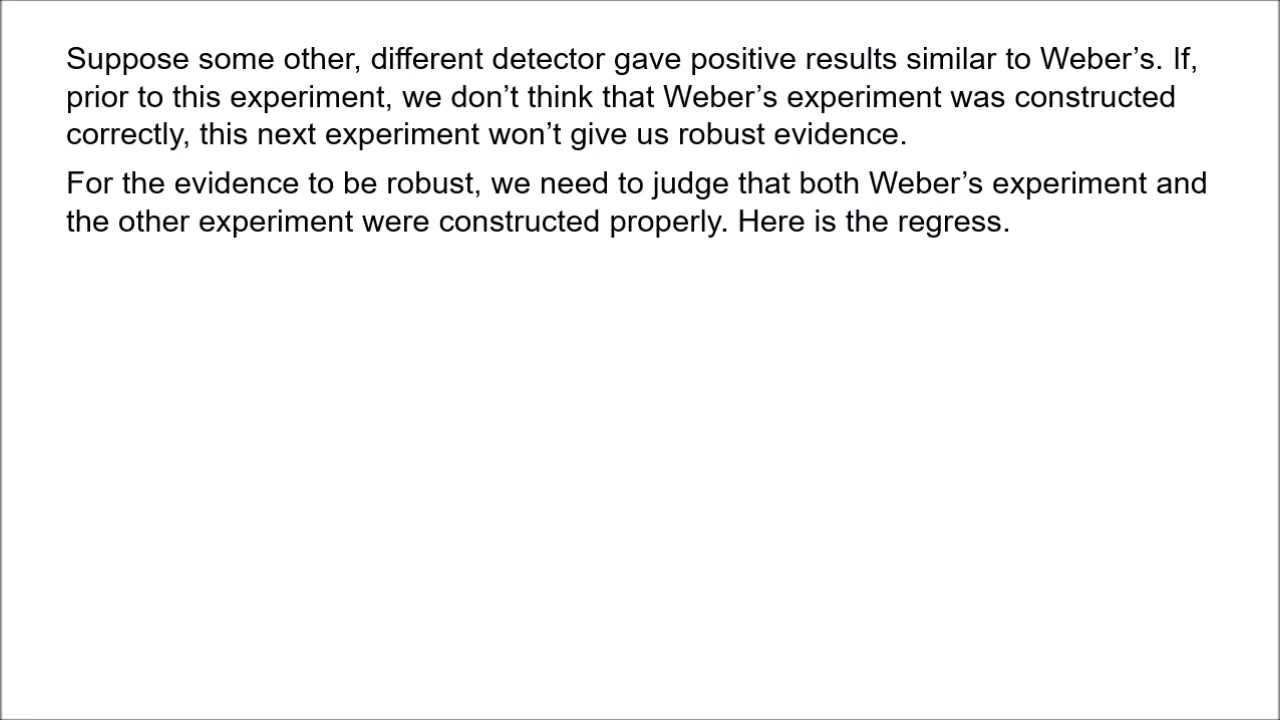 Suppose some other, different detector gave positive results similar to Weber’s. If,
prior to this experiment, we don’t think that Weber’s experiment was constructed
correctly, this next experiment won’t give us robust evidence.
For the evidence to be robust, we need to judge that both Weber’s experiment and
the other experiment were constructed properly. Here is the regress.